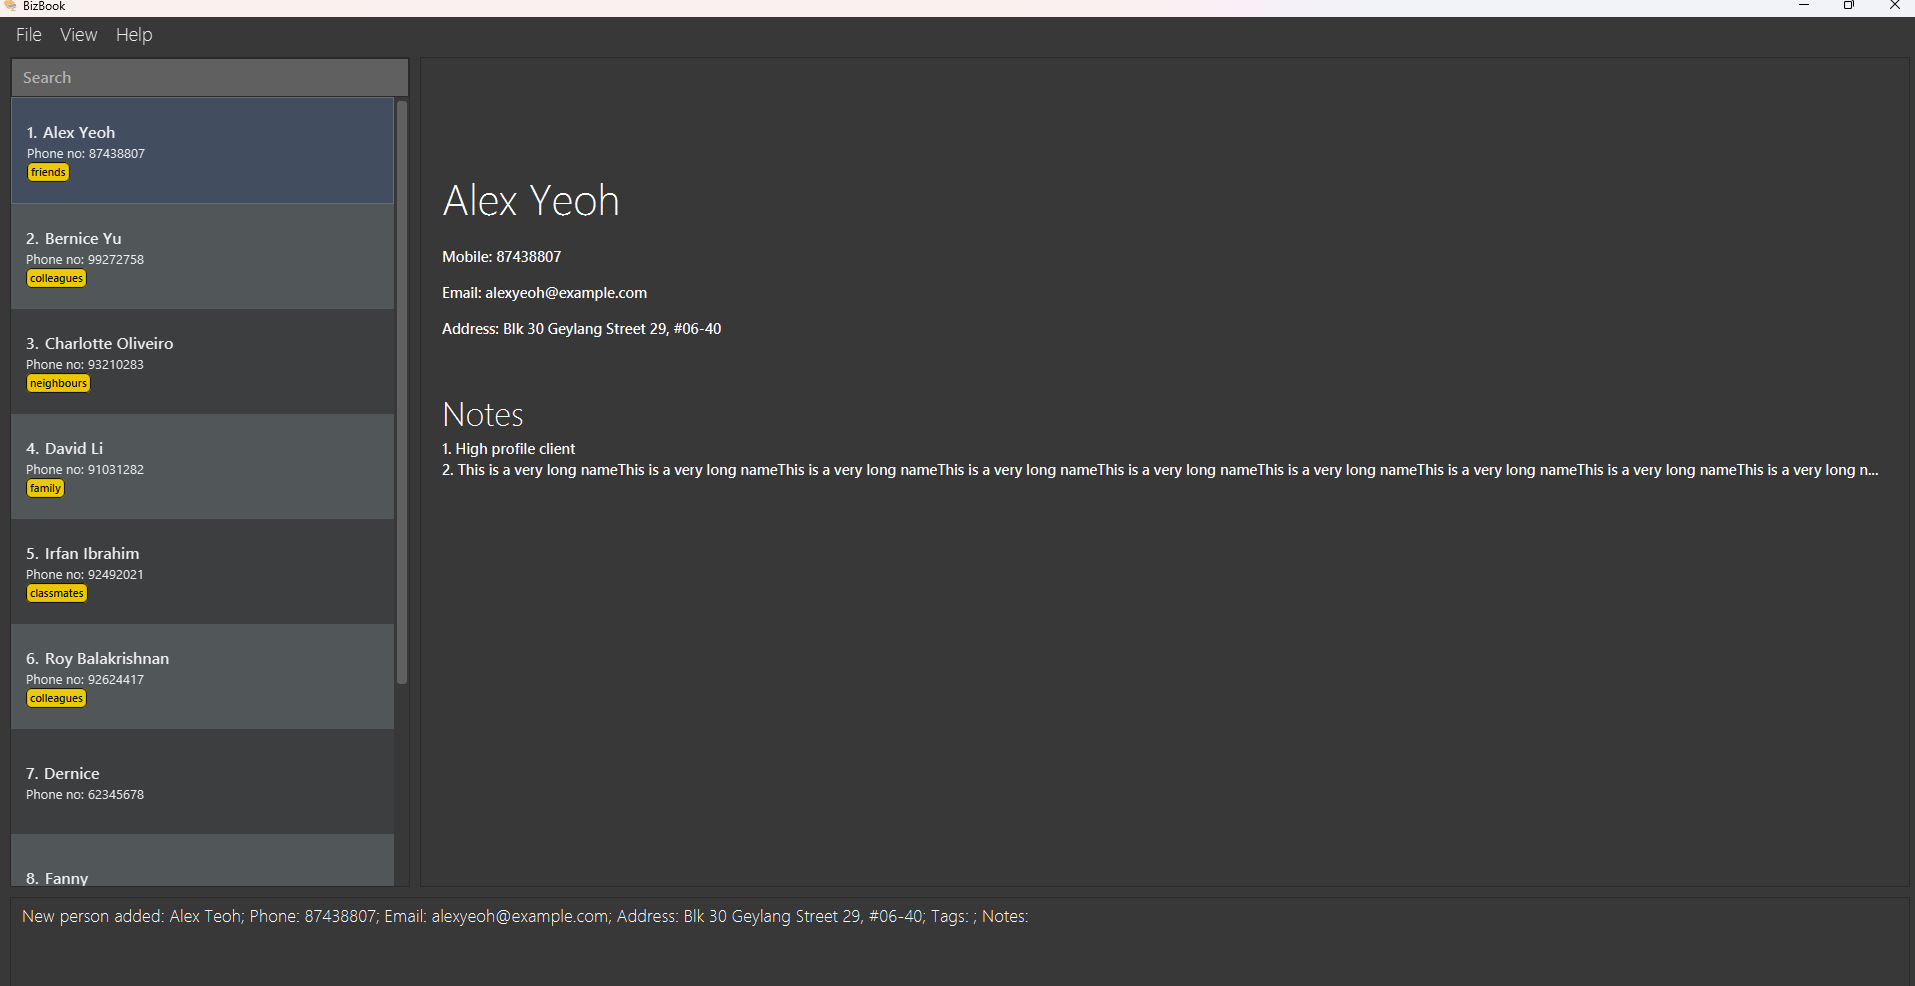 BizBook
File View Help
Search
1. Alex Yeoh
Phone no: 87438807
friends
2. Bernice Yu
Phone no: 99272758
colleagues
3. Charlotte Oliveiro
Phone no: 93210283
neighbours
4. David Li
Phone no: 91031282
family
5. Irfan Ibrahim
Phone no: 92492021
classmates
6. Roy Balakrishnan
Phone no: 92624417
colleagues
7. Dernice
Phone no: 62345678
8. Fanny
Alex Yeoh
Mobile: 87438807
Email: alexyeoh@example.com
Address: Blk 30 Geylang Street 29, #06-40
Notes
1. High profile client
2. This is a very long nameThis is a very long nameThis is a very long nameThis is a very long nameThis is a very long nameThis is a very long nameThis is a very long nameThis is a very long nameThis is a very long n...
New person added: Alex Teoh; Phone: 87438807; Email: alexyeoh@example.com; Address: Blk 30 Geylang Street 29, #06-40; Tags: ; Notes: